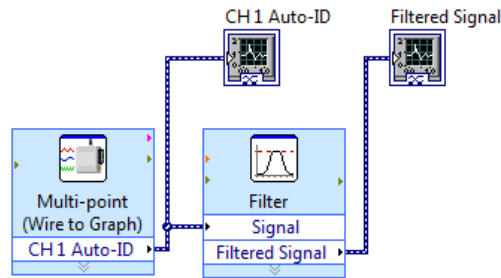 CH 1 Auto-ID
Filtered Signal
Multi-point
(Wire to Graph)
CH 1 Auto-ID
Filter
Signal
Filtered Signal